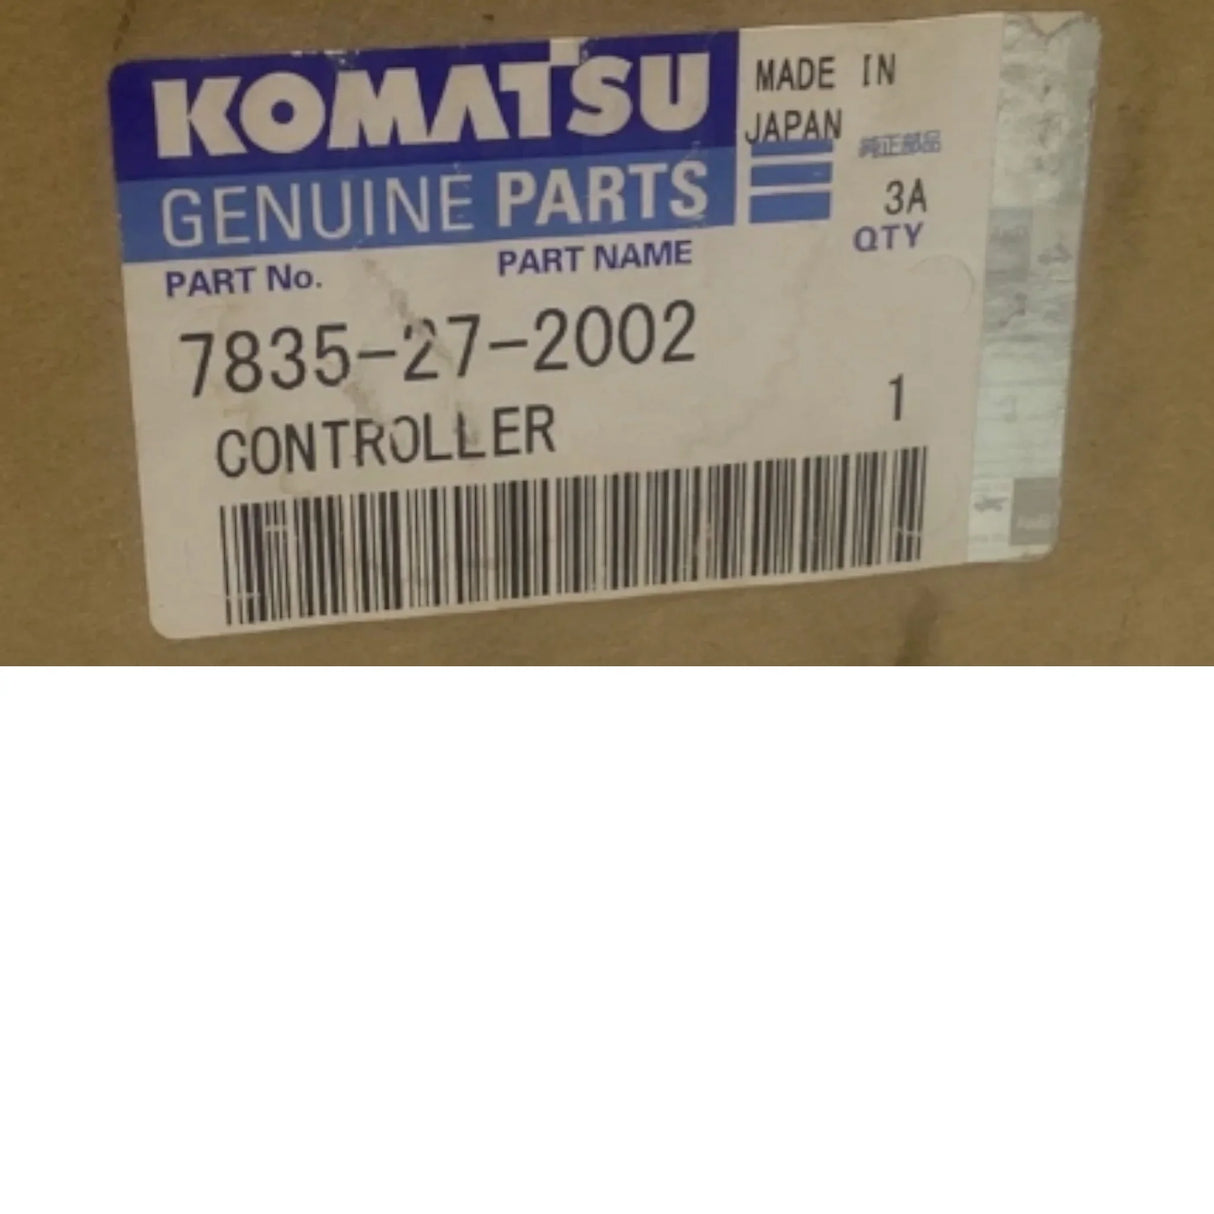 KOMATSU
GENUINE PARTS
MADE IN
JAPAN
純正部品
3A
PART No.
PART NAME
QTY
7835-27-2002
CONTROLLER
1